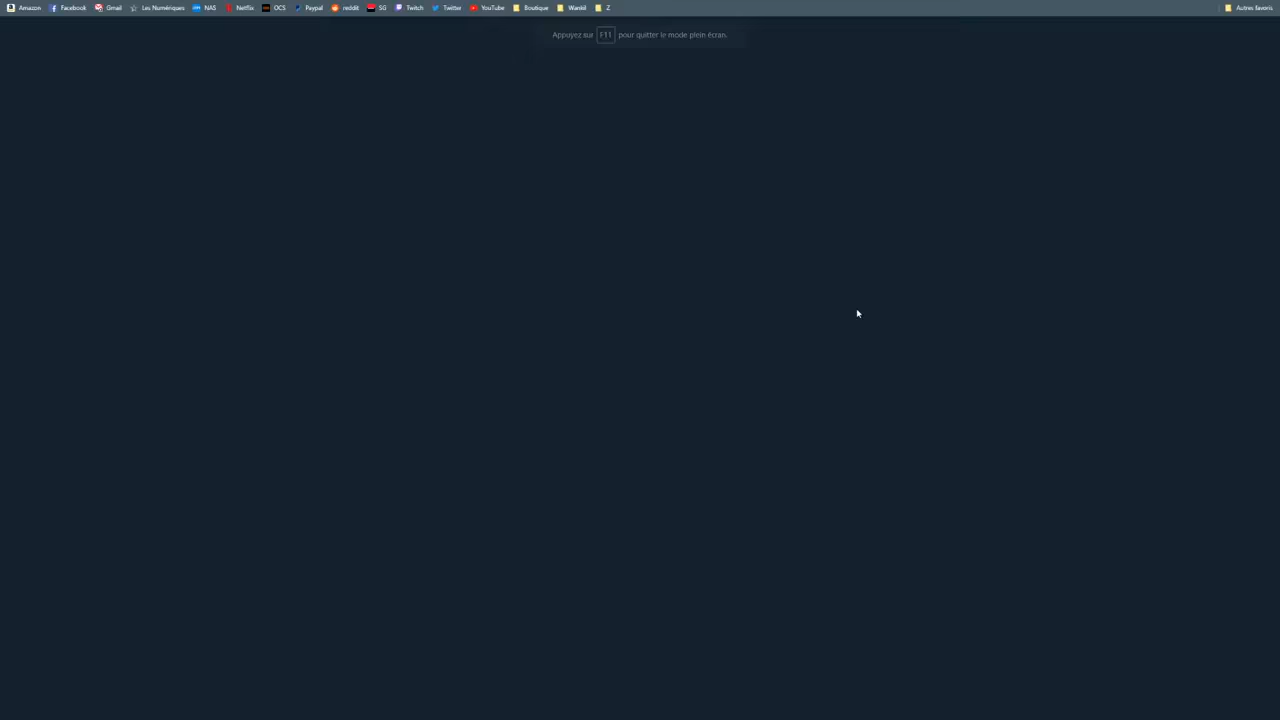 Amazon Facebook Gmail Les Numériques NAS Netflix OCS Paypal reddit SG Twitch Twitter YouTube Boutique Wankil Z Autres favoris
Appuyez sur F11 pour quitter le mode plein écran.